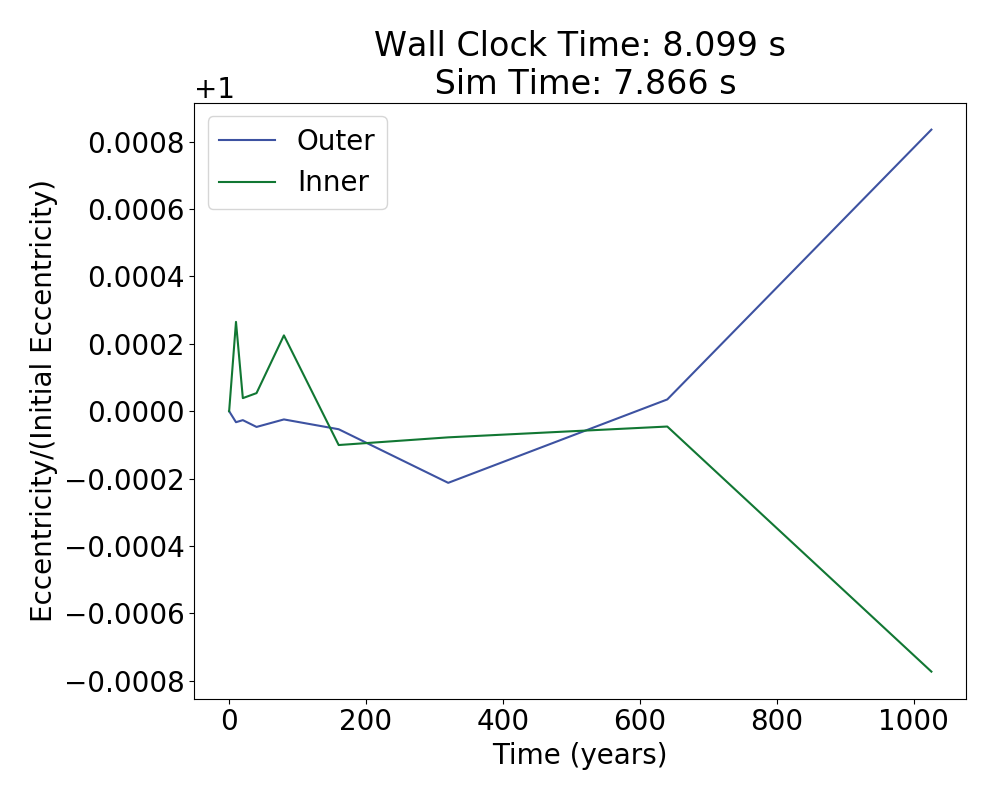 Wall Clock Time: 8.099 s
Sim Time: 7.866 s
+1
Outer
Inner
Eccentricity/(Initial Eccentricity)
0.0008
0.0006
0.0004
0.0002
0.0000
−0.0002
−0.0004
−0.0006
−0.0008
0 200 400 600 800 1000
Time (years)